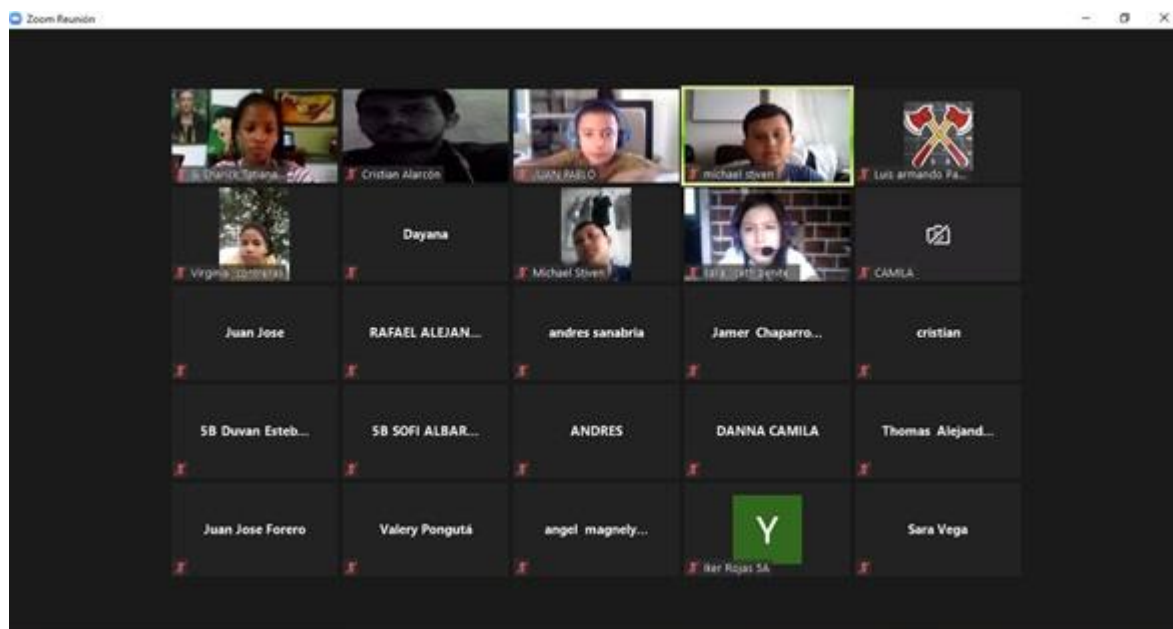 Zoom Reunión
Cristian Alarcón
JUAN PABLO
michael stiven
Luis armando Pa...
Virginia contreras
Dayana
Michael Stiven
CAMILA
Juan Jose
RAFAEL ALEJAN...
andres sanabria
Jamer Chaparro...
cristian
5B Duvan Esteb...
5B SOFI ALBAR...
ANDRES
DANNA CAMILA
Thomas Alejand...
Juan Jose Forero
Valery Pongutá
angel magnely...
Y
Iker Rojas 5A
Sara Vega